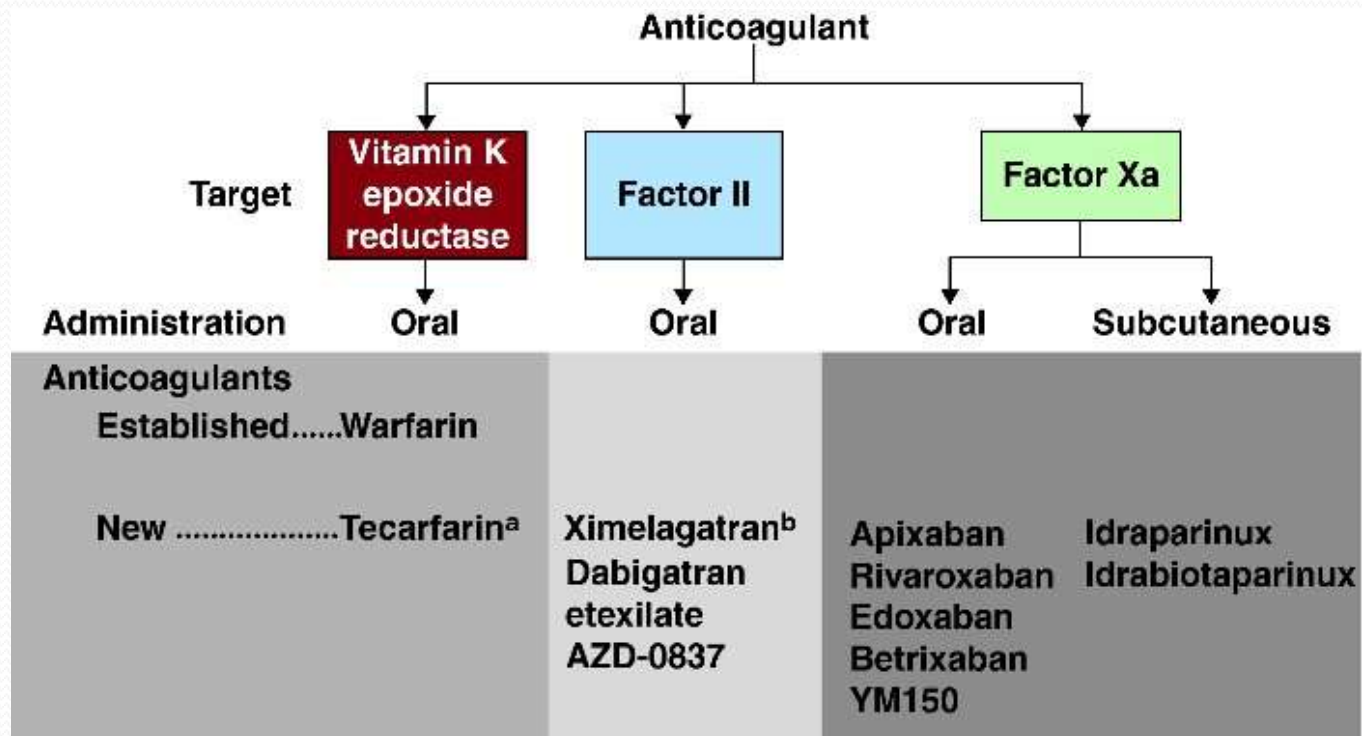 Anticoagulant
Target
Vitamin K
epoxide
reductase
Factor II
Factor Xa
Administration Oral Oral Oral Subcutaneous
Anticoagulants
Established......Warfarin
New ....................Tecarfarinᵃ
Ximelagatranᵇ
Dabigatran
etexilate
AZD-0837
Apixaban
Rivaroxaban
Edoxaban
Betrixaban
YM150
Idraparinux
Idrabiotaparinux